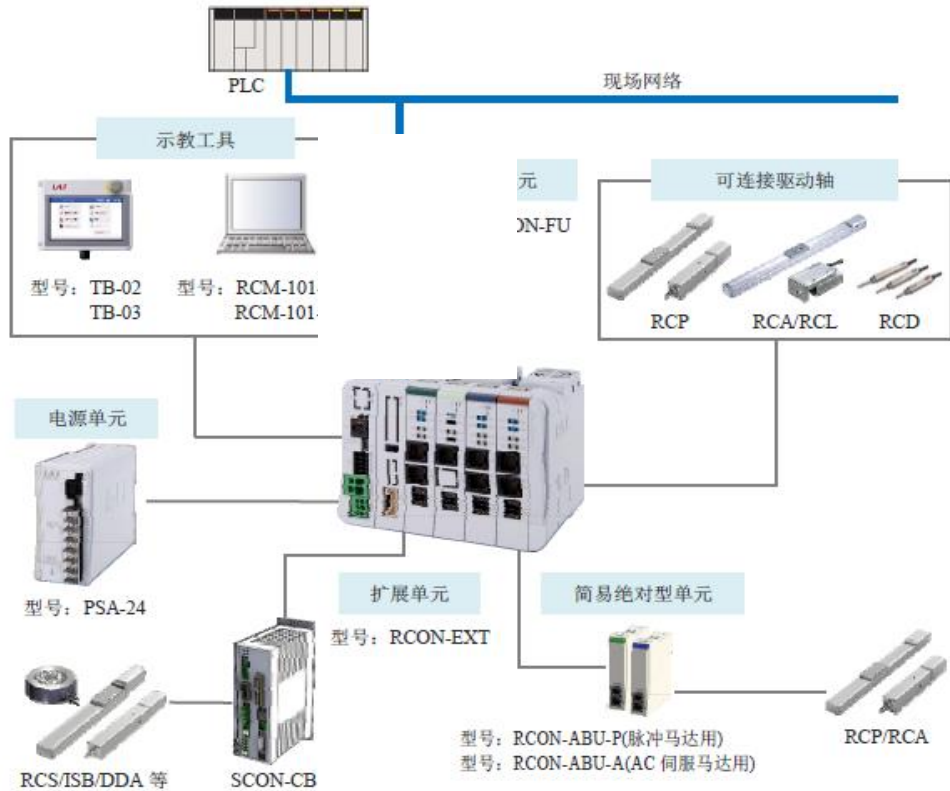 PLC
现场网络
示教工具
型号：TB-02
TB-03
型号：RCM-101-
RCM-101-
元
ON-FU
可连接驱动轴
RCP
RCA/RCL
RCD
电源单元
型号：PSA-24
扩展单元
型号：RCON-EXT
简易绝对型单元
型号：RCON-ABU-P(脉冲马达用)
型号：RCON-ABU-A(AC 伺服马达用)
RCP/RCA
RCS/ISB/DDA 等
SCON-CB